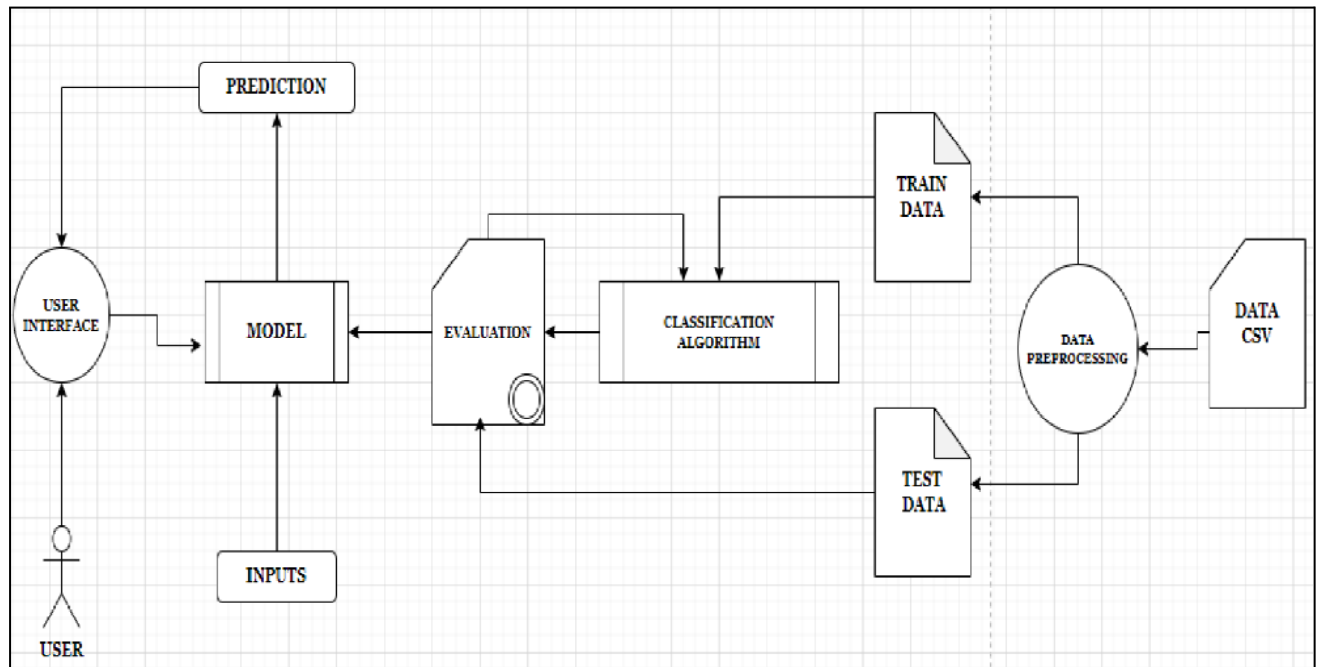 PREDICTION
TRAIN
DATA
USER
INTERFACE
MODEL
EVALUATION
CLASSIFICATION
ALGORITHM
DATA
PREPROCESSING
DATA
CSV
TEST
DATA
INPUTS
USER